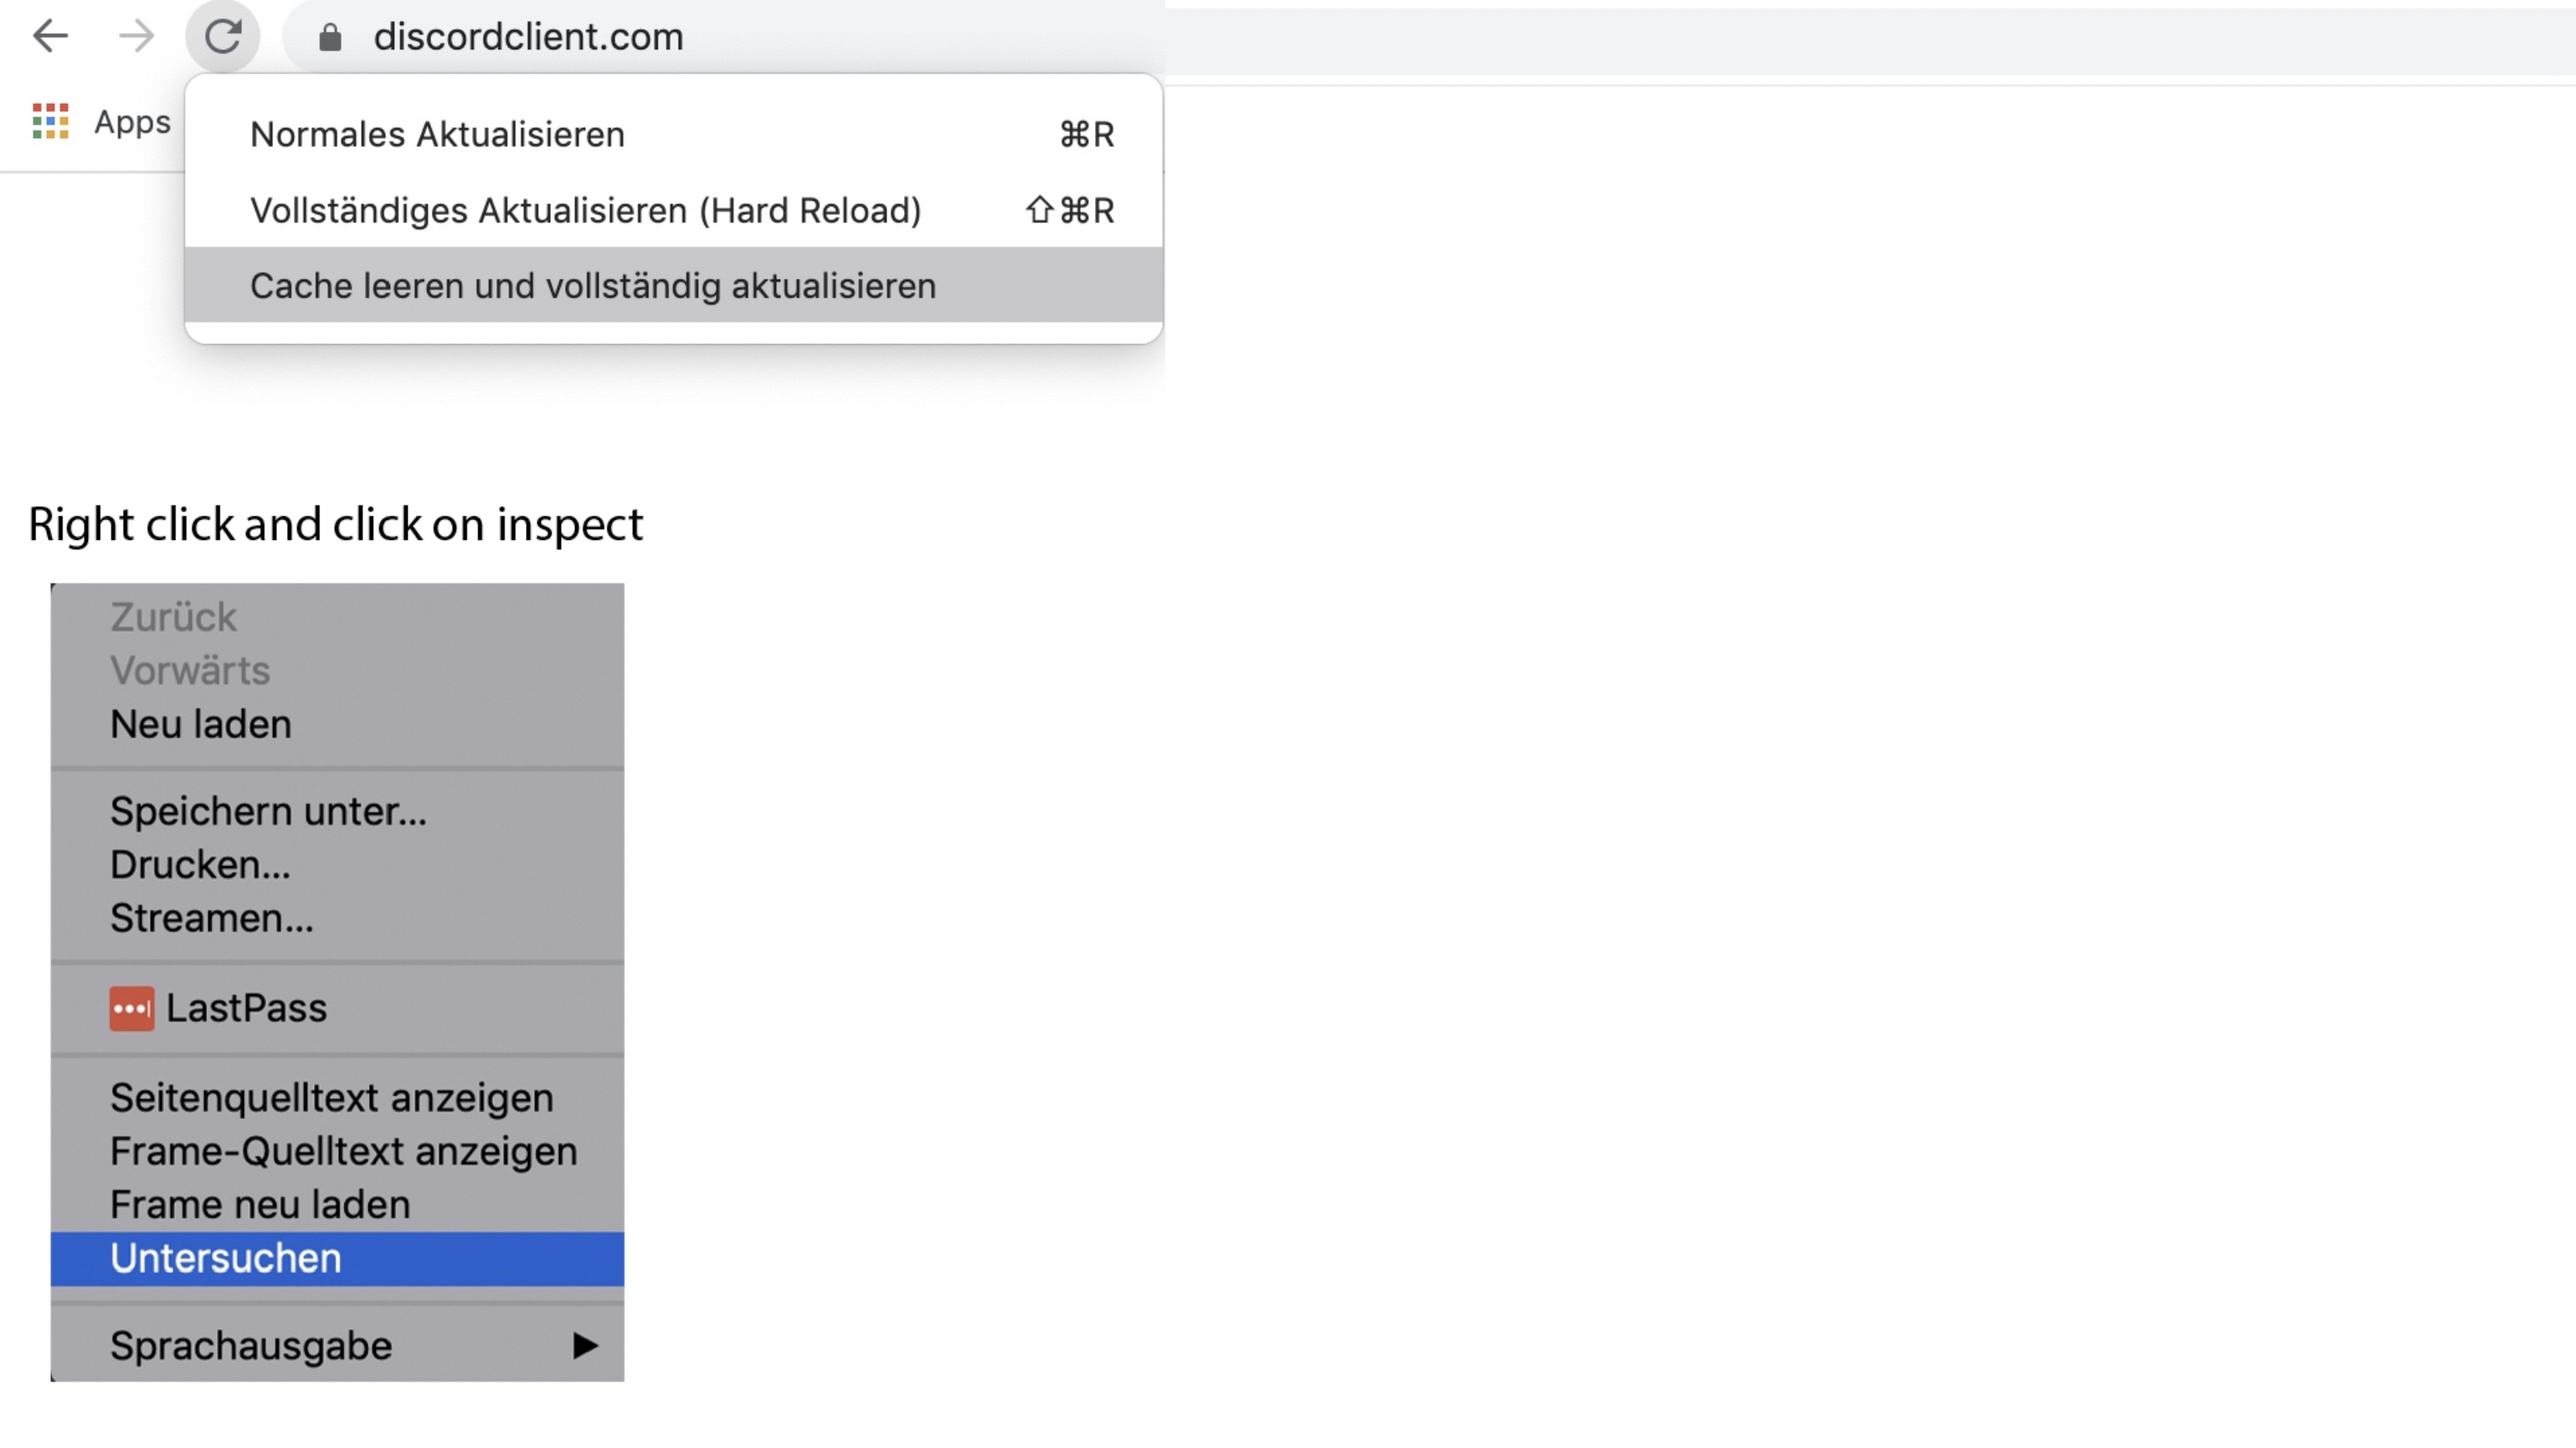 discordclient.com
Apps
Normales Aktualisieren ⌘R
Vollständiges Aktualisieren (Hard Reload) ⇧⌘R
Cache leeren und vollständig aktualisieren
Right click and click on inspect
Zurück
Vorwärts
Neu laden
Speichern unter...
Drucken...
Streamen...
LastPass
Seitenquelltext anzeigen
Frame-Quelltext anzeigen
Frame neu laden
Untersuchen
Sprachausgabe